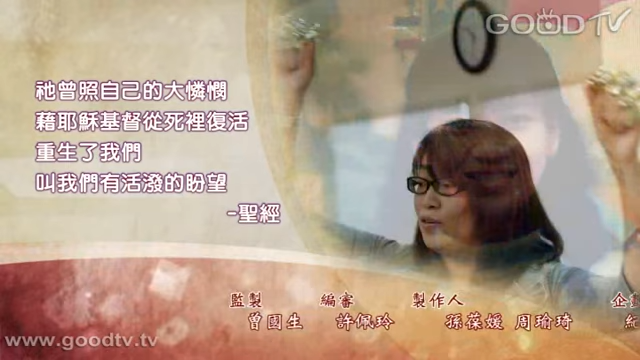 GOODTV
祂曾照自己的大憐憫
藉耶穌基督從死裡復活
重生了我們
叫我們有活潑的盼望
-聖經
監製 編審 製作人 企
曾國生 許佩玲 孫葆媛 周瑜琦
www.goodtv.tv